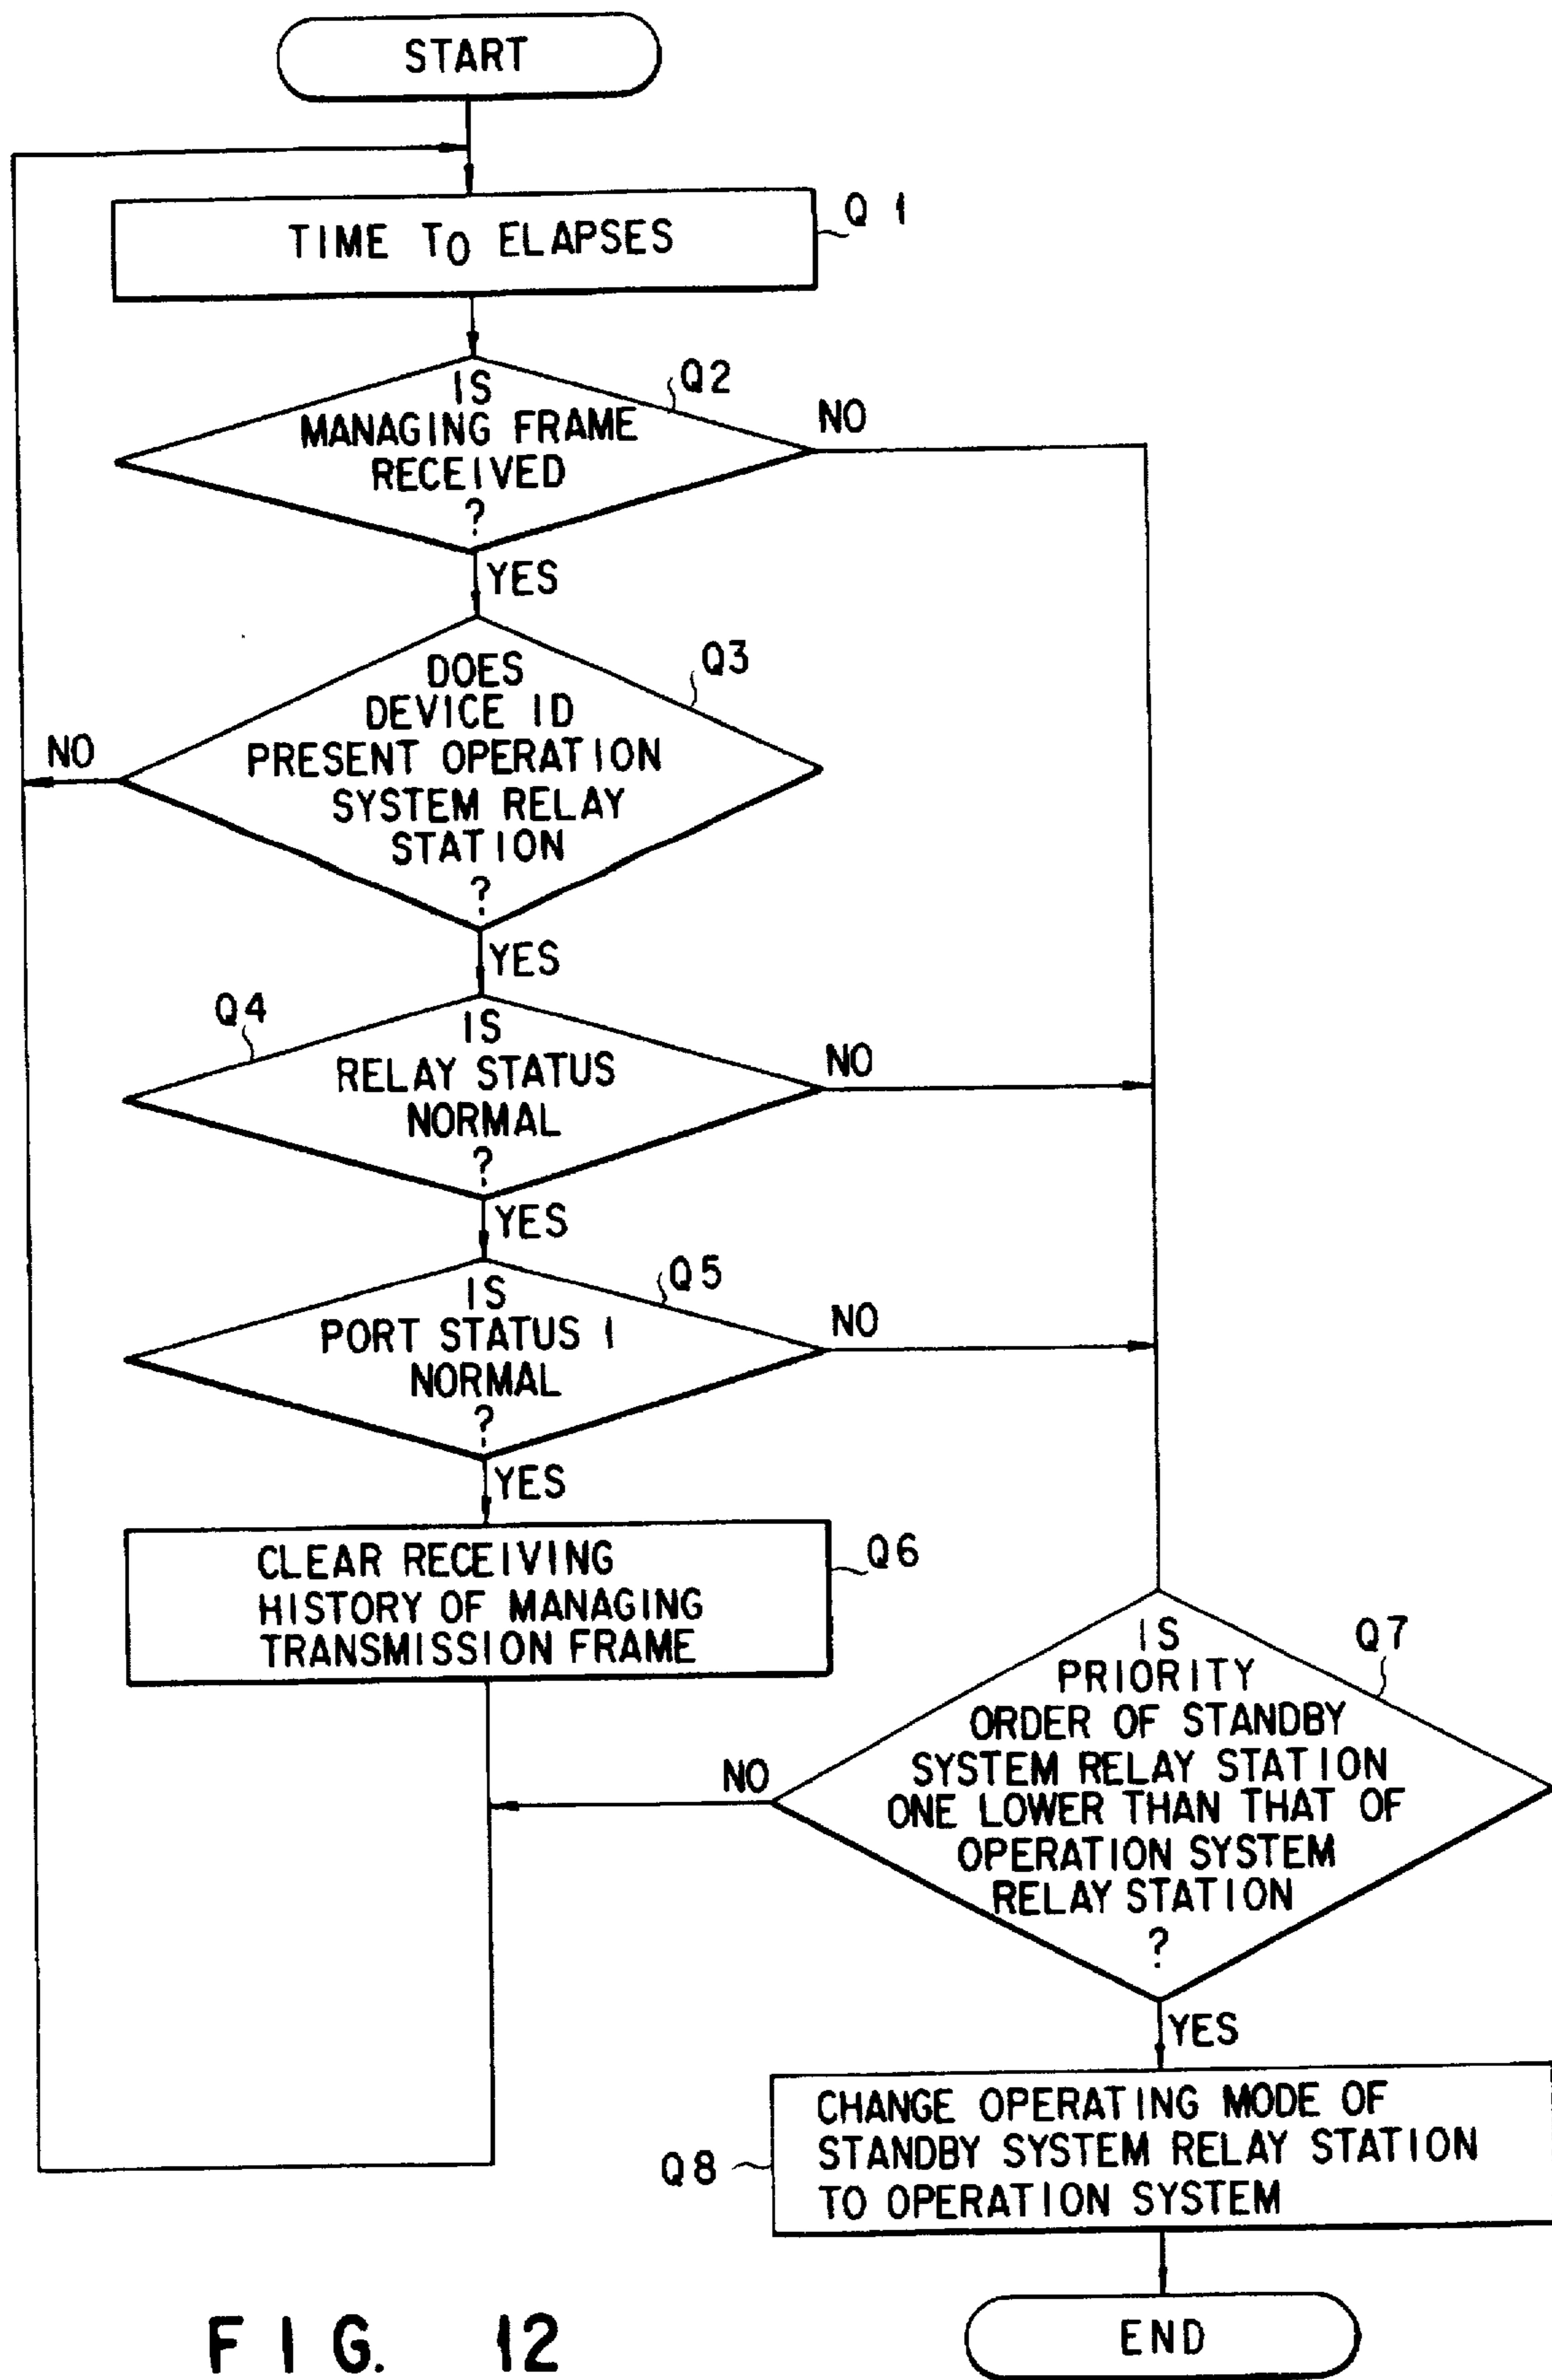 START
TIME TO ELAPSES
Q1
IS
MANAGING FRAME
RECEIVED
?
Q2
NO
YES
DOES
DEVICE ID
PRESENT OPERATION
SYSTEM RELAY
STATION
?
Q3
NO
YES
Q4
IS
RELAY STATUS
NORMAL
?
NO
YES
IS
PORT STATUS 1
NORMAL
?
Q5
NO
YES
CLEAR RECEIVING
HISTORY OF MANAGING
TRANSMISSION FRAME
Q6
IS
PRIORITY
ORDER OF STANDBY
SYSTEM RELAY STATION
ONE LOWER THAN THAT OF
OPERATION SYSTEM
RELAY STATION
?
Q7
NO
YES
CHANGE OPERATING MODE OF
STANDBY SYSTEM RELAY STATION
TO OPERATION SYSTEM
Q8
END
FIG. 12